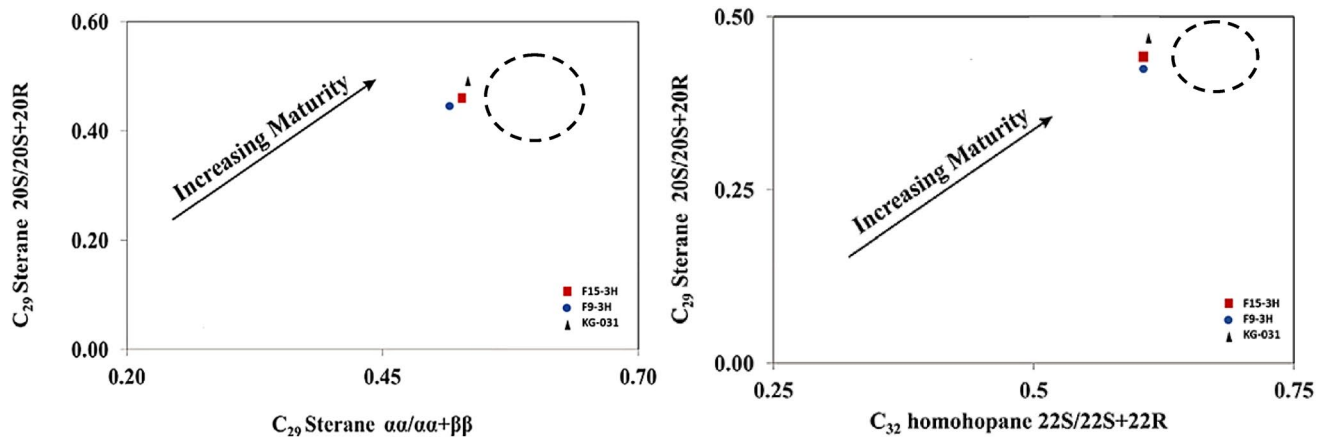 0.60
0.40
0.20
0.00
0.20
0.45
0.70
C₂₉ Sterane 20S/20S+20R
Increasing Maturity
F15-3H
F9-3H
KG-031
C₂₉ Sterane αα/αα+ββ
0.50
0.25
0.00
0.25
0.5
0.75
C₂₉ Sterane 20S/20S+20R
Increasing Maturity
F15-3H
F9-3H
KG-031
C₃₂ homohopane 22S/22S+22R